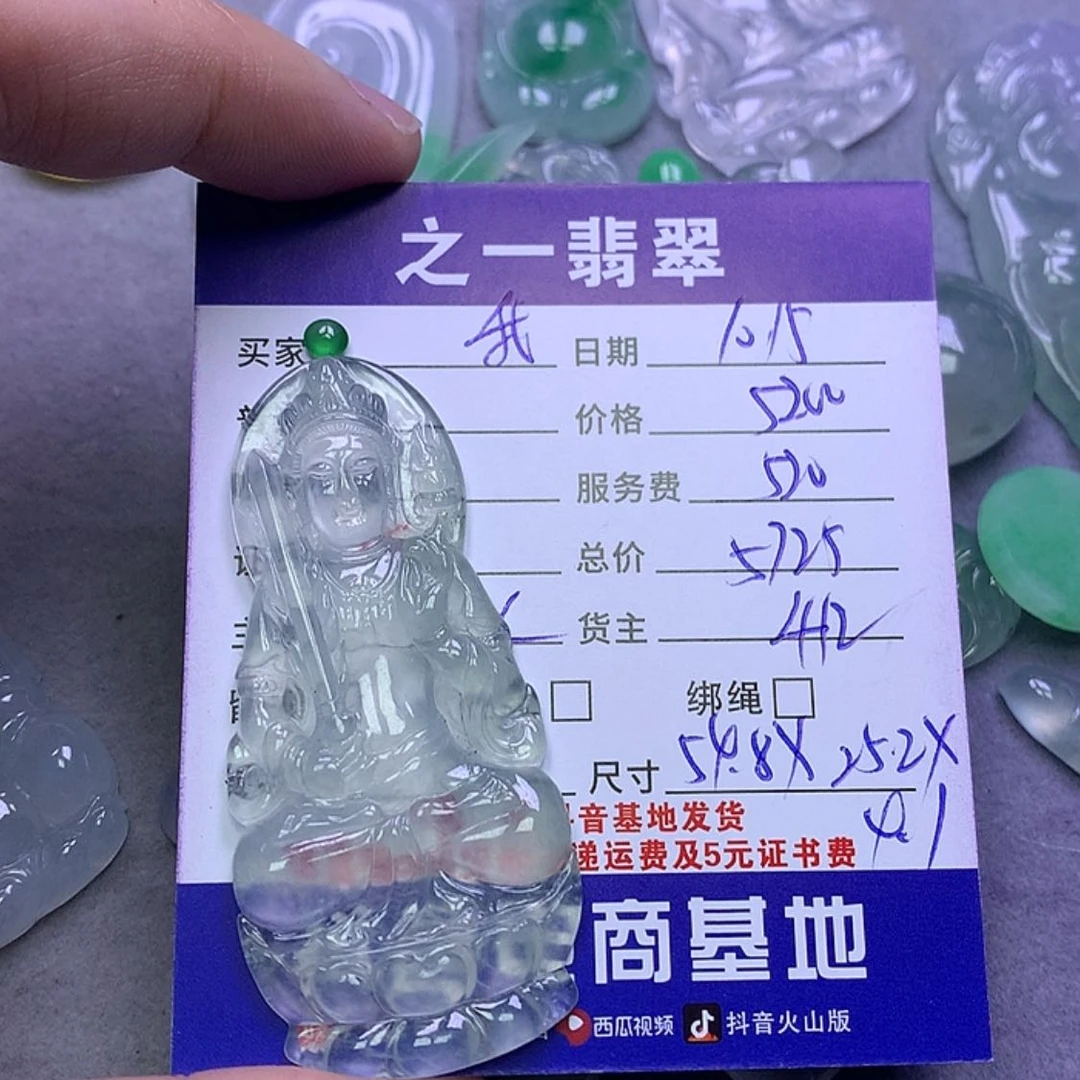 之一翡翠
买家 日期 10.15
价格 5200
服务费 520
总价 5725
货主 442
绑绳
尺寸 54.8X 25.2X
4.1
音基地发货
递运费及5元证书费
商基地
西瓜视频 抖音火山版